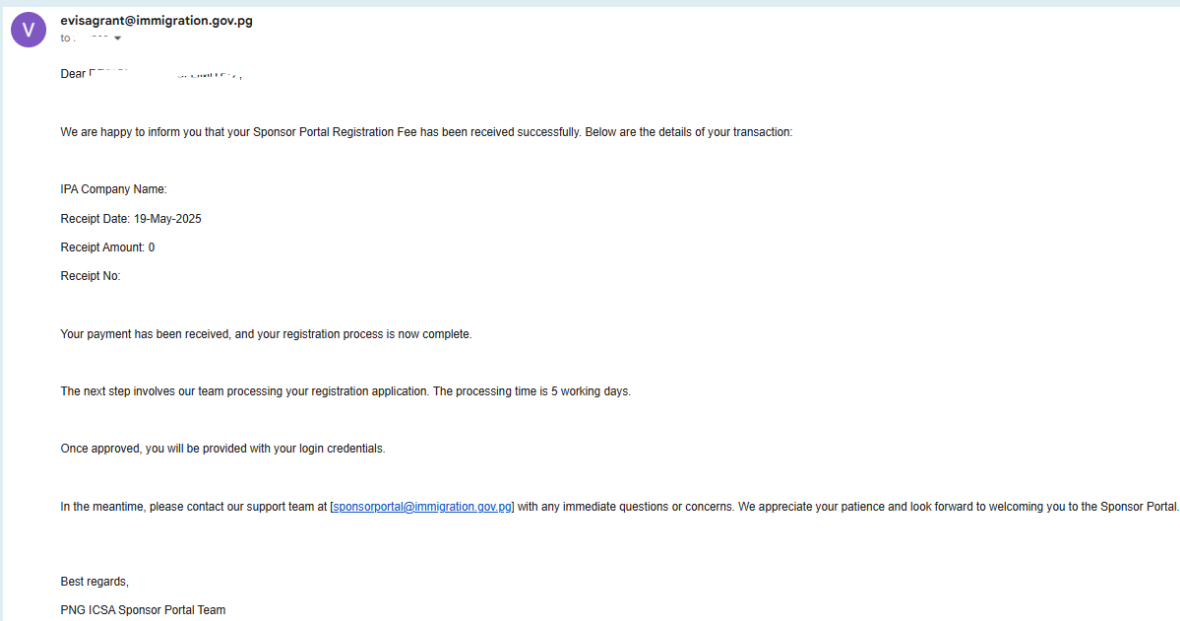 V
evisagrant@immigration.gov.pg
to
Dear
We are happy to inform you that your Sponsor Portal Registration Fee has been received successfully. Below are the details of your transaction:
IPA Company Name:
Receipt Date: 19-May-2025
Receipt Amount: 0
Receipt No:
Your payment has been received, and your registration process is now complete.
The next step involves our team processing your registration application. The processing time is 5 working days.
Once approved, you will be provided with your login credentials.
In the meantime, please contact our support team at [sponsorportal@immigration.gov.pg] with any immediate questions or concerns. We appreciate your patience and look forward to welcoming you to the Sponsor Portal.
Best regards,
PNG ICSA Sponsor Portal Team